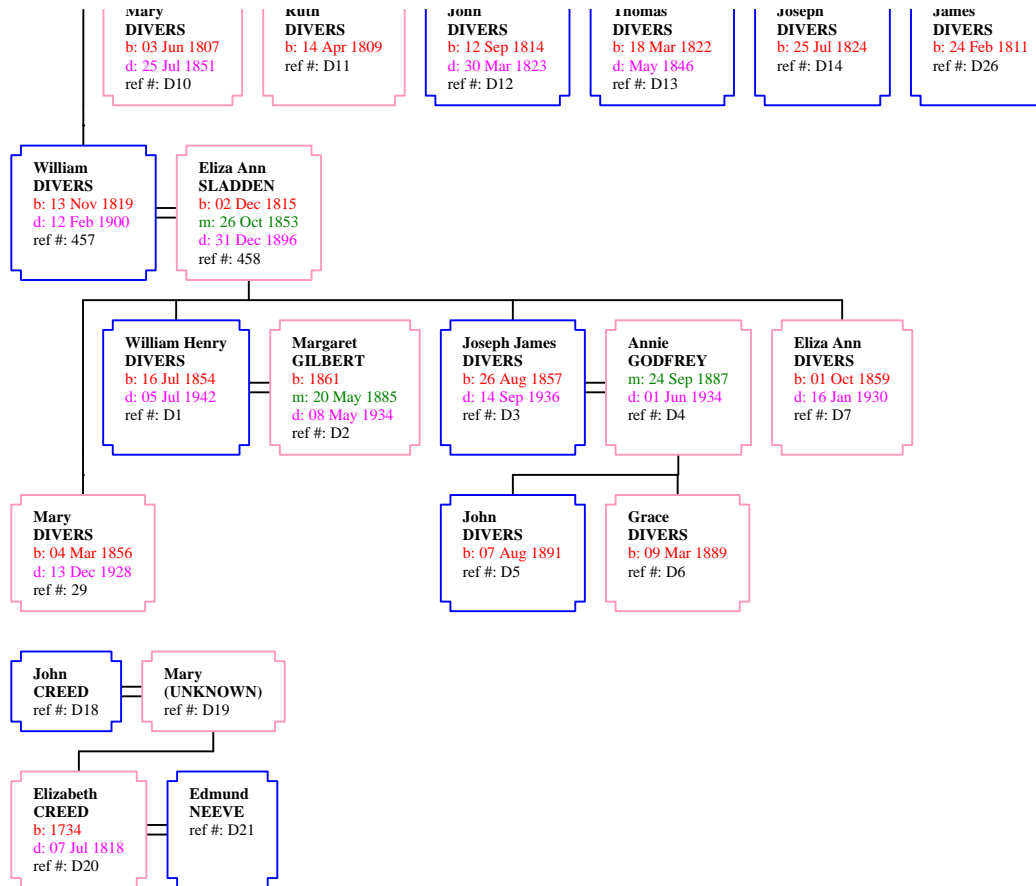 Mary
DIVERS
b: 03 Jun 1807
d: 25 Jul 1851
ref #: D10
Ruth
DIVERS
b: 14 Apr 1809
ref #: D11
John
DIVERS
b: 12 Sep 1814
d: 30 Mar 1823
ref #: D12
Thomas
DIVERS
b: 18 Mar 1822
d: May 1846
ref #: D13
Joseph
DIVERS
b: 25 Jul 1824
ref #: D14
James
DIVERS
b: 24 Feb 1811
ref #: D26
William
DIVERS
b: 13 Nov 1819
d: 12 Feb 1900
ref #: 457
Eliza Ann
SLADDEN
b: 02 Dec 1815
m: 26 Oct 1853
d: 31 Dec 1896
ref #: 458
William Henry
DIVERS
b: 16 Jul 1854
d: 05 Jul 1942
ref #: D1
Margaret
GILBERT
b: 1861
m: 20 May 1885
d: 08 May 1934
ref #: D2
Joseph James
DIVERS
b: 26 Aug 1857
d: 14 Sep 1936
ref #: D3
Annie
GODFREY
m: 24 Sep 1887
d: 01 Jun 1934
ref #: D4
Eliza Ann
DIVERS
b: 01 Oct 1859
d: 16 Jan 1930
ref #: D7
Mary
DIVERS
b: 04 Mar 1856
d: 13 Dec 1928
ref #: 29
John
DIVERS
b: 07 Aug 1891
ref #: D5
Grace
DIVERS
b: 09 Mar 1889
ref #: D6
John
CREED
ref #: D18
Mary
(UNKNOWN)
ref #: D19
Elizabeth
CREED
b: 1734
d: 07 Jul 1818
ref #: D20
Edmund
NEEVE
ref #: D21